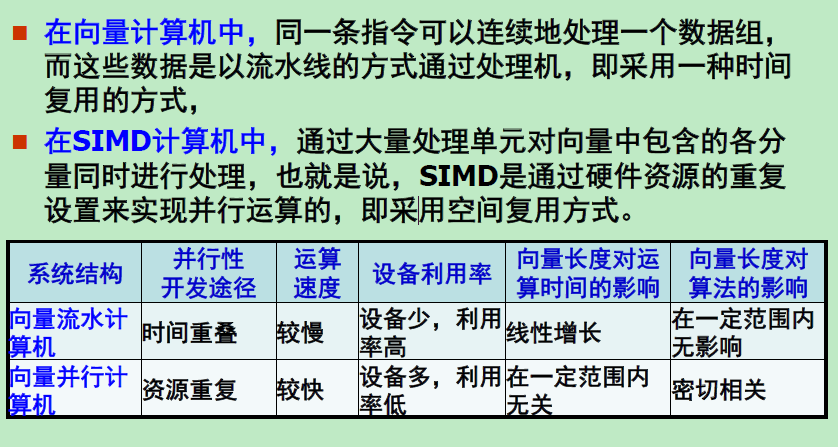 在向量计算机中，同一条指令可以连续地处理一个数据组，
而这些数据是以流水线的方式通过处理机，即采用一种时间
复用的方式，
在SIMD计算机中，通过大量处理单元对向量中包含的各分
量同时进行处理，也就是说，SIMD是通过硬件资源的重复
设置来实现并行运算的，即采用空间复用方式。
系统结构
并行性
开发途径
运算
速度
设备利用率
向量长度对运
算时间的影响
向量长度对
算法的影响
向量流水计
算机
时间重叠
较慢
设备少，利用
率高
线性增长
在一定范围内
无影响
向量并行计
算机
资源重复
较快
设备多，利用
率低
在一定范围内
无关
密切相关